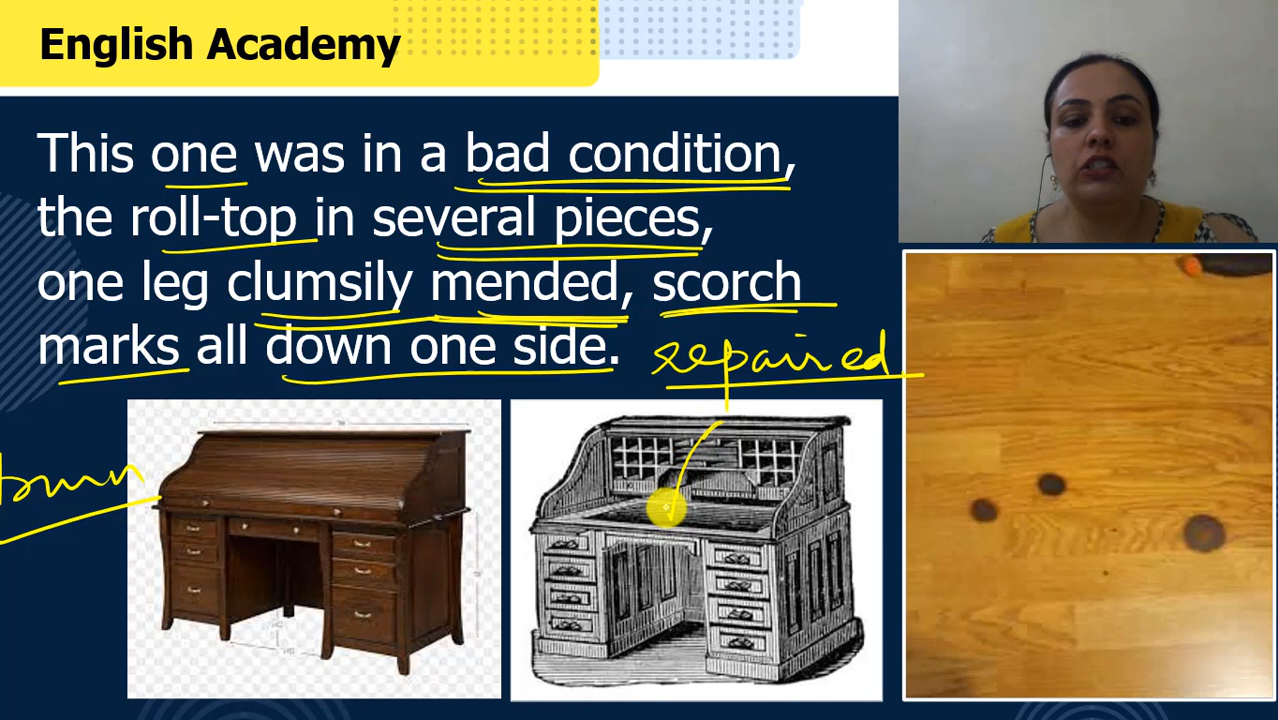 English Academy
This one was in a bad condition,
the roll-top in several pieces,
one leg clumsily mended, scorch
marks all down one side.
repaired